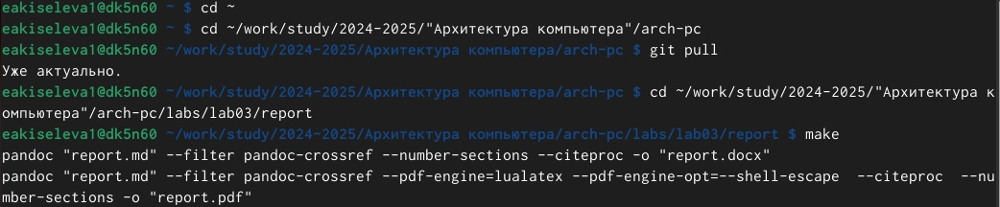 eakiseleva1@dk5n60 ~ $ cd ~
eakiseleva1@dk5n60 ~ $ cd ~/work/study/2024-2025/"Архитектура компьютера"/arch-pc
eakiseleva1@dk5n60 ~/work/study/2024-2025/Архитектура компьютера/arch-pc $ git pull
Уже актуально.
eakiseleva1@dk5n60 ~/work/study/2024-2025/Архитектура компьютера/arch-pc $ cd ~/work/study/2024-2025/"Архитектура к
омпьютера"/arch-pc/labs/lab03/report
eakiseleva1@dk5n60 ~/work/study/2024-2025/Архитектура компьютера/arch-pc/labs/lab03/report $ make
pandoc "report.md" --filter pandoc-crossref --number-sections --citeproc -o "report.docx"
pandoc "report.md" --filter pandoc-crossref --pdf-engine=lualatex --pdf-engine-opt=--shell-escape  --citeproc  --nu
mber-sections -o "report.pdf"